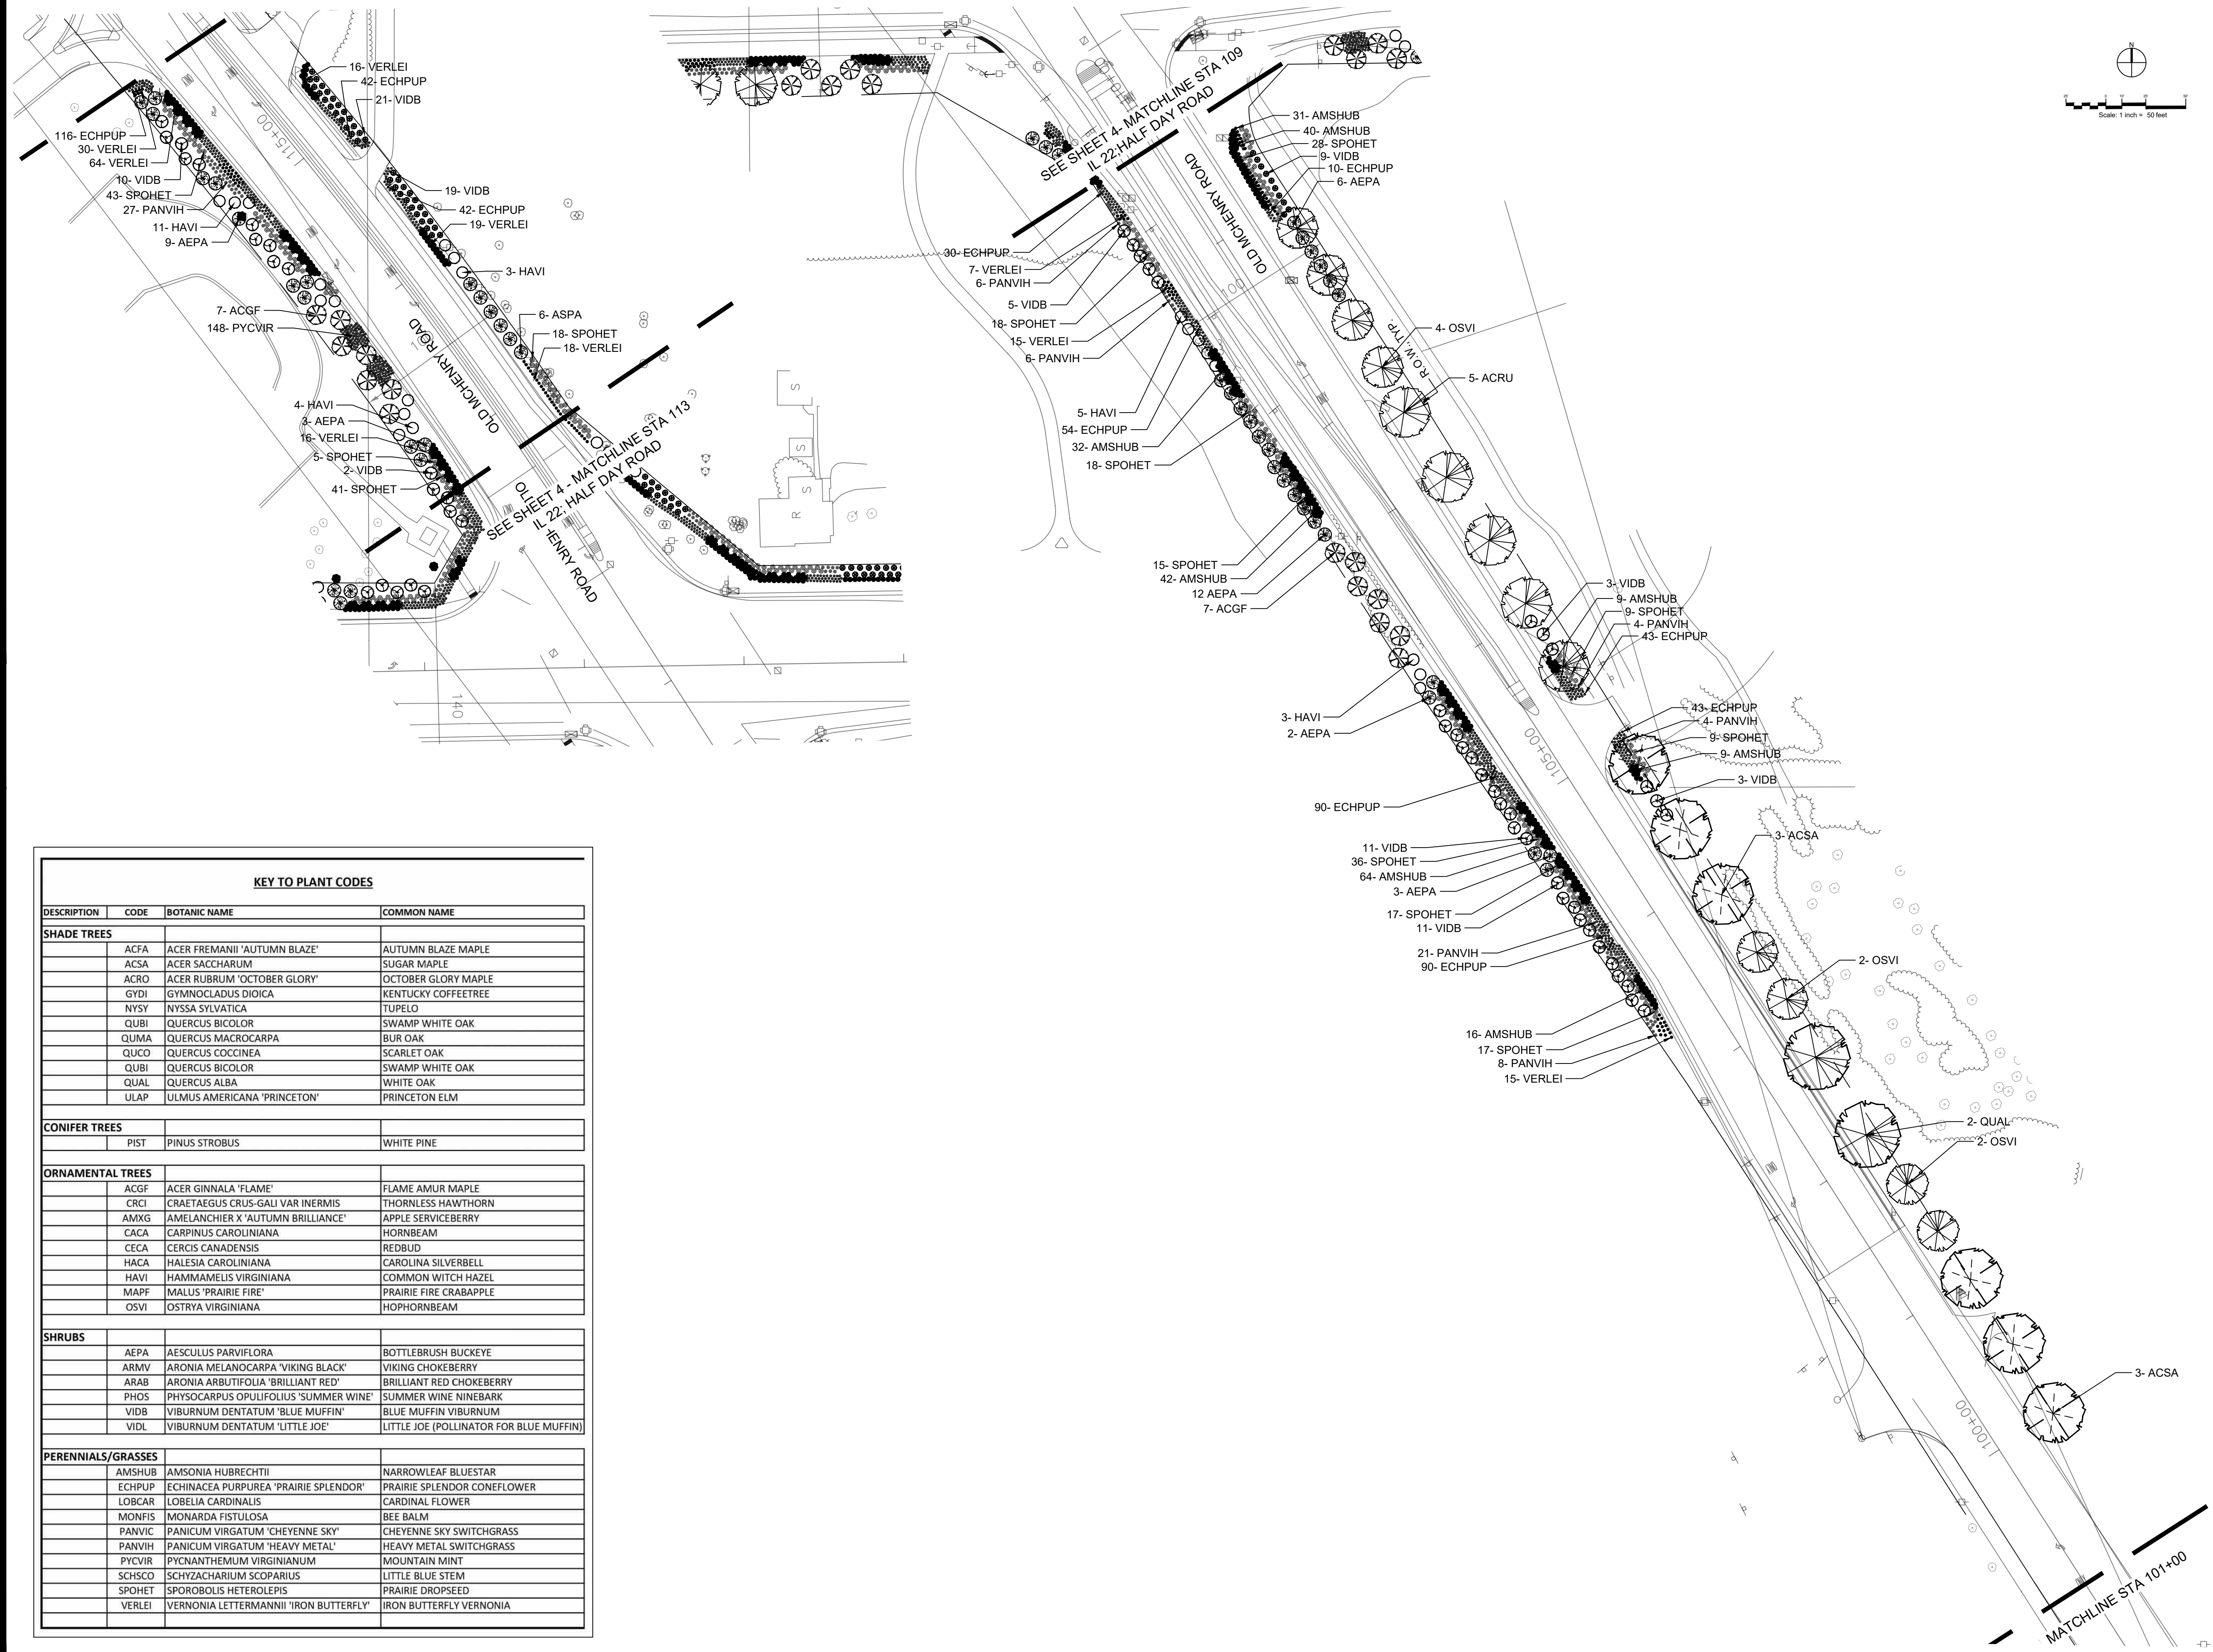 16- VERLEI
42- ECHPUP
21- VIDB
116- ECHPUP
30- VERLEI
64- VERLEI
10- VIDB
43- SPOHET
27- PANVIH
11- HAVI
9- AEPA
115+00
19- VIDB
42- ECHPUP
19- VERLEI
3- HAVI
7- ACGF
148- PYCVIR
OLD MCHENRY ROAD
6- ASPA
18- SPOHET
18- VERLEI
4- HAVI
3- AEPA
16- VERLEI
5- SPOHET
2- VIDB
41- SPOHET
SEE SHEET 4 - MATCHLINE STA 113
IL 22: HALF DAY ROAD
S
S
S
R
140
SEE SHEET 4- MATCHLINE STA 109
IL 22:HALF DAY ROAD
OLD MCHENRY ROAD
N
Scale: 1 inch = 50 feet
31- AMSHUB
40- AMSHUB
28- SPOHET
9- VIDB
10- ECHPUP
6- AEPA
30- ECHPUP
7- VERLEI
6- PANVIH
5- VIDB
18- SPOHET
15- VERLEI
6- PANVIH
5- HAVI
54- ECHPUP
32- AMSHUB
18- SPOHET
R.O.W. TYP.
4- OSVI
5- ACRU
15- SPOHET
42- AMSHUB
12 AEPA
7- ACGF
3- VIDB
9- AMSHUB
9- SPOHET
4- PANVIH
43- ECHPUP
43- ECHPUP
4- PANVIH
9- SPOHET
9- AMSHUB
3- VIDB
3- HAVI
2- AEPA
105+00
90- ECHPUP
11- VIDB
36- SPOHET
64- AMSHUB
3- AEPA
17- SPOHET
11- VIDB
21- PANVIH
90- ECHPUP
3- ACSA
2- OSVI
16- AMSHUB
17- SPOHET
8- PANVIH
15- VERLEI
2- QUAL
2- OSVI
3- ACSA
100+00
MATCHLINE STA 101+00
KEY TO PLANT CODES
DESCRIPTION CODE BOTANIC NAME COMMON NAME
SHADE TREES
ACFA ACER FREMANII 'AUTUMN BLAZE' AUTUMN BLAZE MAPLE
ACSA ACER SACCHARUM SUGAR MAPLE
ACRO ACER RUBRUM 'OCTOBER GLORY' OCTOBER GLORY MAPLE
GYDI GYMNOCLADUS DIOICA KENTUCKY COFFEETREE
NYSY NYSSA SYLVATICA TUPELO
QUBI QUERCUS BICOLOR SWAMP WHITE OAK
QUMA QUERCUS MACROCARPA BUR OAK
QUCO QUERCUS COCCINEA SCARLET OAK
QUBI QUERCUS BICOLOR SWAMP WHITE OAK
QUAL QUERCUS ALBA WHITE OAK
ULAP ULMUS AMERICANA 'PRINCETON' PRINCETON ELM
CONIFER TREES
PIST PINUS STROBUS WHITE PINE
ORNAMENTAL TREES
ACGF ACER GINNALA 'FLAME' FLAME AMUR MAPLE
CRCI CRAETAEGUS CRUS-GALI VAR INERMIS THORNLESS HAWTHORN
AMXG AMELANCHIER X 'AUTUMN BRILLIANCE' APPLE SERVICEBERRY
CACA CARPINUS CAROLINIANA HORNBEAM
CECA CERCIS CANADENSIS REDBUD
HACA HALESIA CAROLINIANA CAROLINA SILVERBELL
HAVI HAMMAMELIS VIRGINIANA COMMON WITCH HAZEL
MAPF MALUS 'PRAIRIE FIRE' PRAIRIE FIRE CRABAPPLE
OSVI OSTRYA VIRGINIANA HOPHORNBEAM
SHRUBS
AEPA AESCULUS PARVIFLORA BOTTLEBRUSH BUCKEYE
ARMV ARONIA MELANOCARPA 'VIKING BLACK' VIKING CHOKEBERRY
ARAB ARONIA ARBUTIFOLIA 'BRILLIANT RED' BRILLIANT RED CHOKEBERRY
PHOS PHYSOCARPUS OPULIFOLIUS 'SUMMER WINE' SUMMER WINE NINEBARK
VIDB VIBURNUM DENTATUM 'BLUE MUFFIN' BLUE MUFFIN VIBURNUM
VIDL VIBURNUM DENTATUM 'LITTLE JOE' LITTLE JOE (POLLINATOR FOR BLUE MUFFIN)
PERENNIALS/GRASSES
AMSHUB AMSONIA HUBRECHTII NARROWLEAF BLUESTAR
ECHPUP ECHINACEA PURPUREA 'PRAIRIE SPLENDOR' PRAIRIE SPLENDOR CONEFLOWER
LOBCAR LOBELIA CARDINALIS CARDINAL FLOWER
MONFIS MONARDA FISTULOSA BEE BALM
PANVIC PANICUM VIRGATUM 'CHEYENNE SKY' CHEYENNE SKY SWITCHGRASS
PANVIH PANICUM VIRGATUM 'HEAVY METAL' HEAVY METAL SWITCHGRASS
PYCVIR PYCNANTHEMUM VIRGINIANUM MOUNTAIN MINT
SCHSCO SCHYZACHARIUM SCOPARIUS LITTLE BLUE STEM
SPOHET SPOROBOLIS HETEROLEPIS PRAIRIE DROPSEED
VERLEI VERNONIA LETTERMANNII 'IRON BUTTERFLY' IRON BUTTERFLY VERNONIA